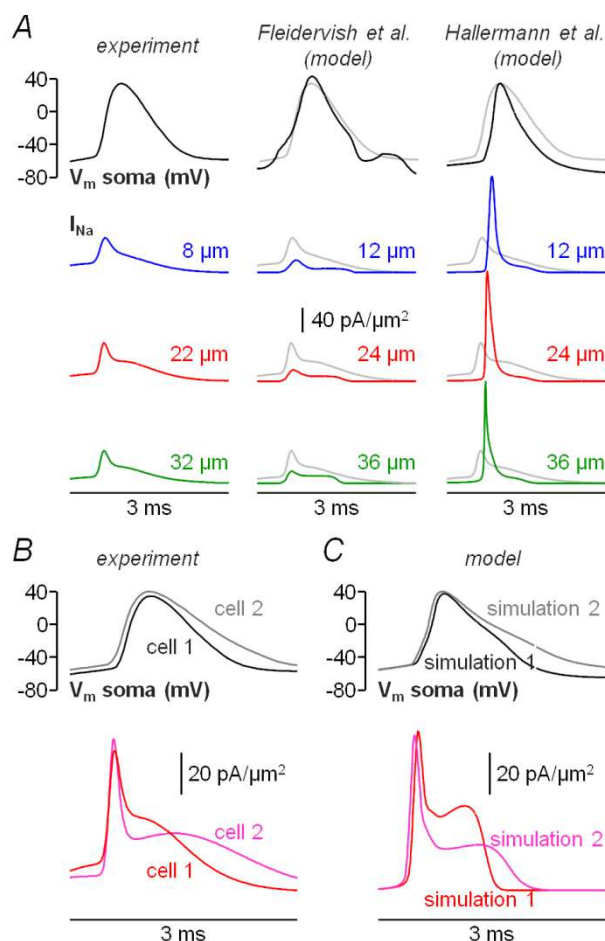 A
experiment
Fleidervish et al.
(model)
Hallermann et al.
(model)
40
0
-40
-80
Vm soma (mV)
INa
8 µm
12 µm
12 µm
40 pA/µm²
22 µm
24 µm
24 µm
32 µm
36 µm
36 µm
3 ms
3 ms
3 ms
B
experiment
C
model
40
0
-40
-80
cell 2
cell 1
Vm soma (mV)
40
0
-40
-80
simulation 2
simulation 1
Vm soma (mV)
20 pA/µm²
cell 2
cell 1
3 ms
20 pA/µm²
simulation 2
simulation 1
3 ms